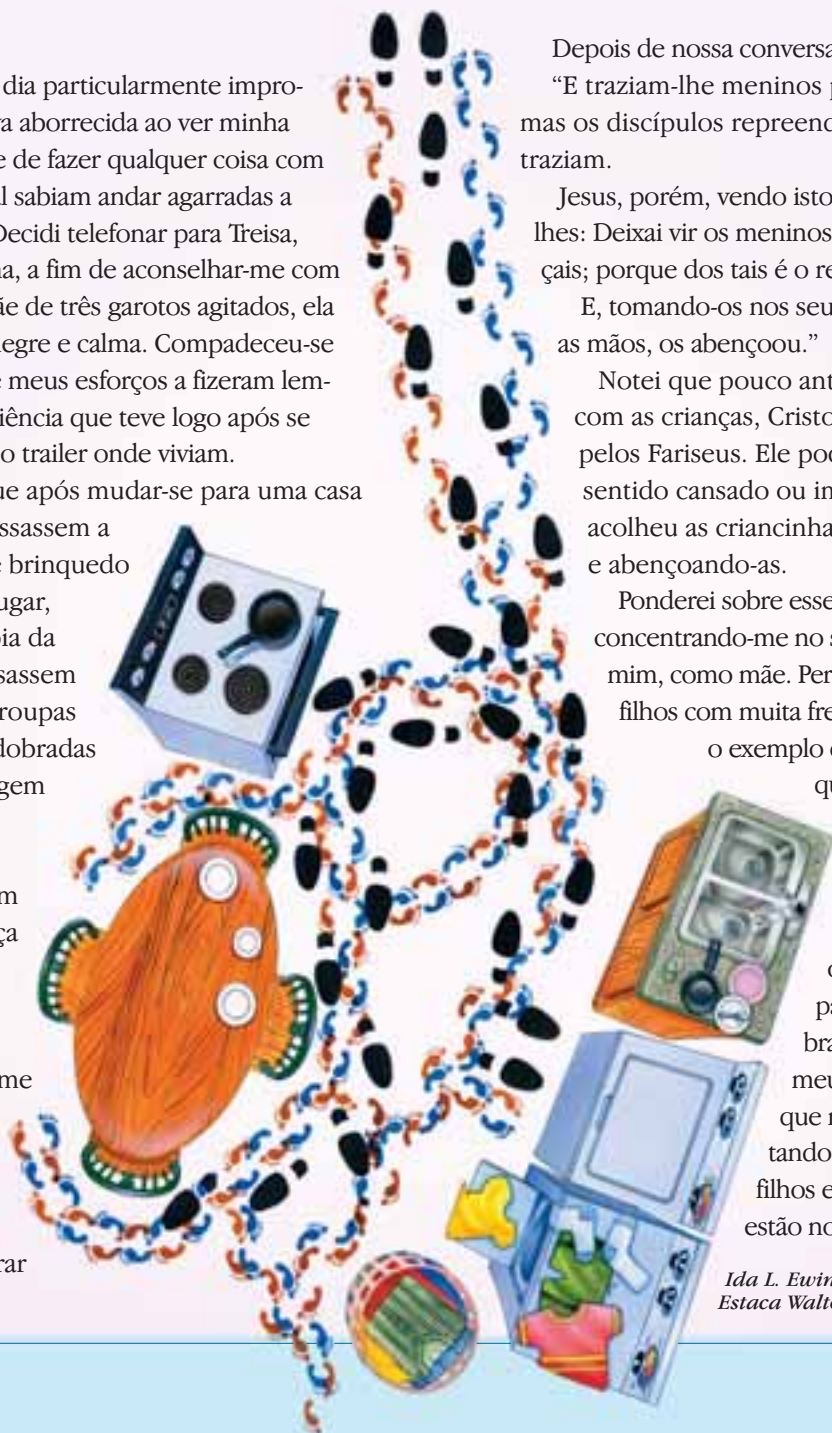 dia particularmente impro-
a aborrecida ao ver minha
e de fazer qualquer coisa com
al sabiam andar agarradas a
Decidi telefonar para Treisa,
na, a fim de aconselhar-me com
ãe de três garotos agitados, ela
legre e calma. Compadeceu-se
e meus esforços a fizeram lem-
iência que teve logo após se
o trailer onde viviam.
ue após mudar-se para uma casa
ssassem a
e brinquedo
ugar,
pia da
sassem
roupas
dobradas
gem
m
ça
me
rar
Depois de nossa conversa
“E traziam-lhe meninos p
mas os discípulos repreend
traziam.
Jesus, porém, vendo isto
lhes: Deixai vir os meninos
çais; porque dos tais é o re
E, tomando-os nos seu
as mãos, os abençoou.”
Notei que pouco ant
com as crianças, Cristo
pelos Fariseus. Ele pod
sentido cansado ou in
acolheu as criancinha
e abençoando-as.
Ponderei sobre esse
concentrando-me no s
mim, como mãe. Per
filhos com muita fre
o exemplo d
qu
pa
bra
meu
que n
tando
filhos e
estão no
Ida L. Ewin
Estaca Walto